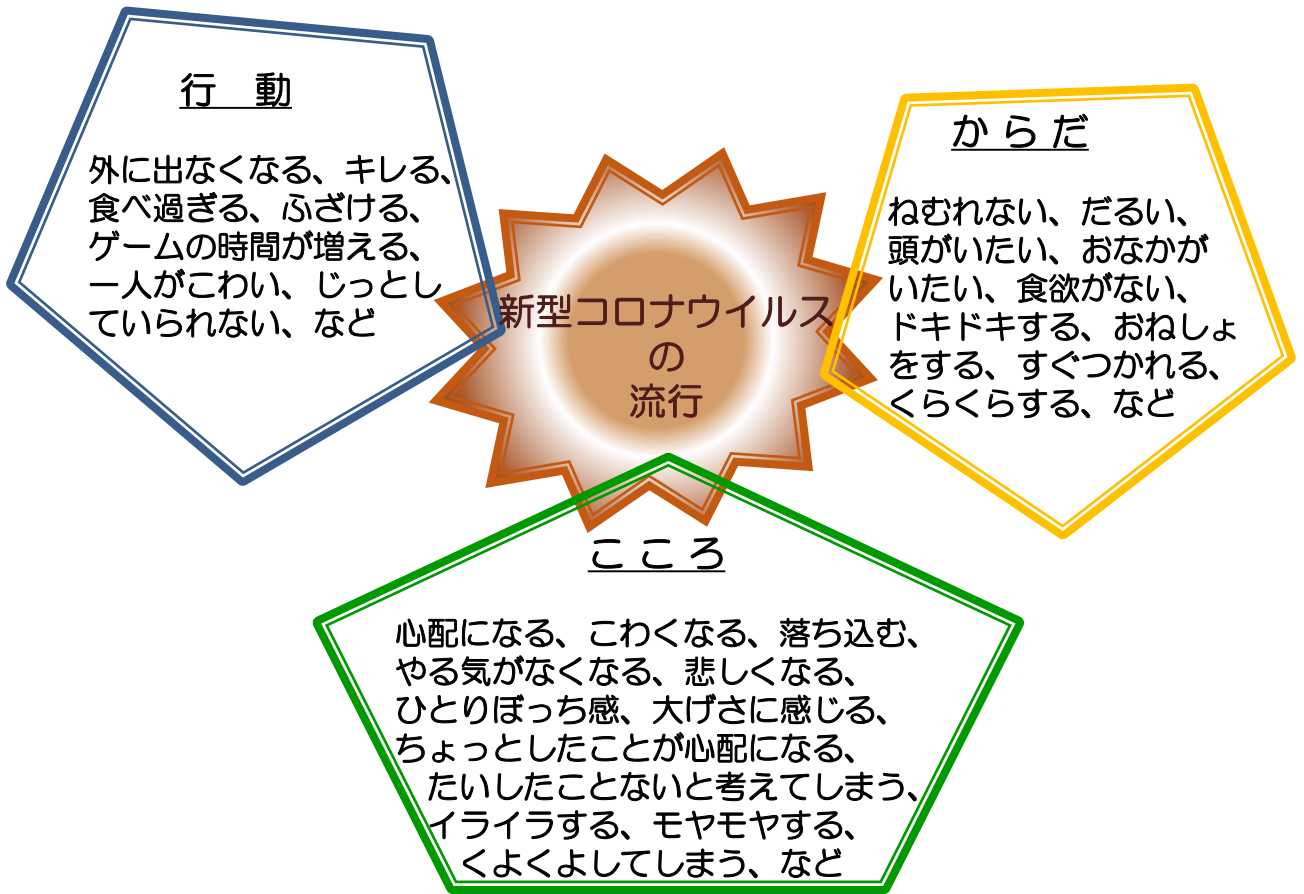 行　動
外に出なくなる、キレる、
食べ過ぎる、ふざける、
ゲームの時間が増える、
一人がこわい、じっとし
ていられない、など
新型コロナウイルス
の
流行
からだ
ねむれない、だるい、
頭がいたい、おなかが
いたい、食欲がない、
ドキドキする、おねしょ
をする、すぐつかれる、
くらくらする、など
こころ
心配になる、こわくなる、落ち込む、
やる気がなくなる、悲しくなる、
ひとりぼっち感、大げさに感じる、
ちょっとしたことが心配になる、
たいしたことないと考えてしまう、
イライラする、モヤモヤする、
くよくよしてしまう、など